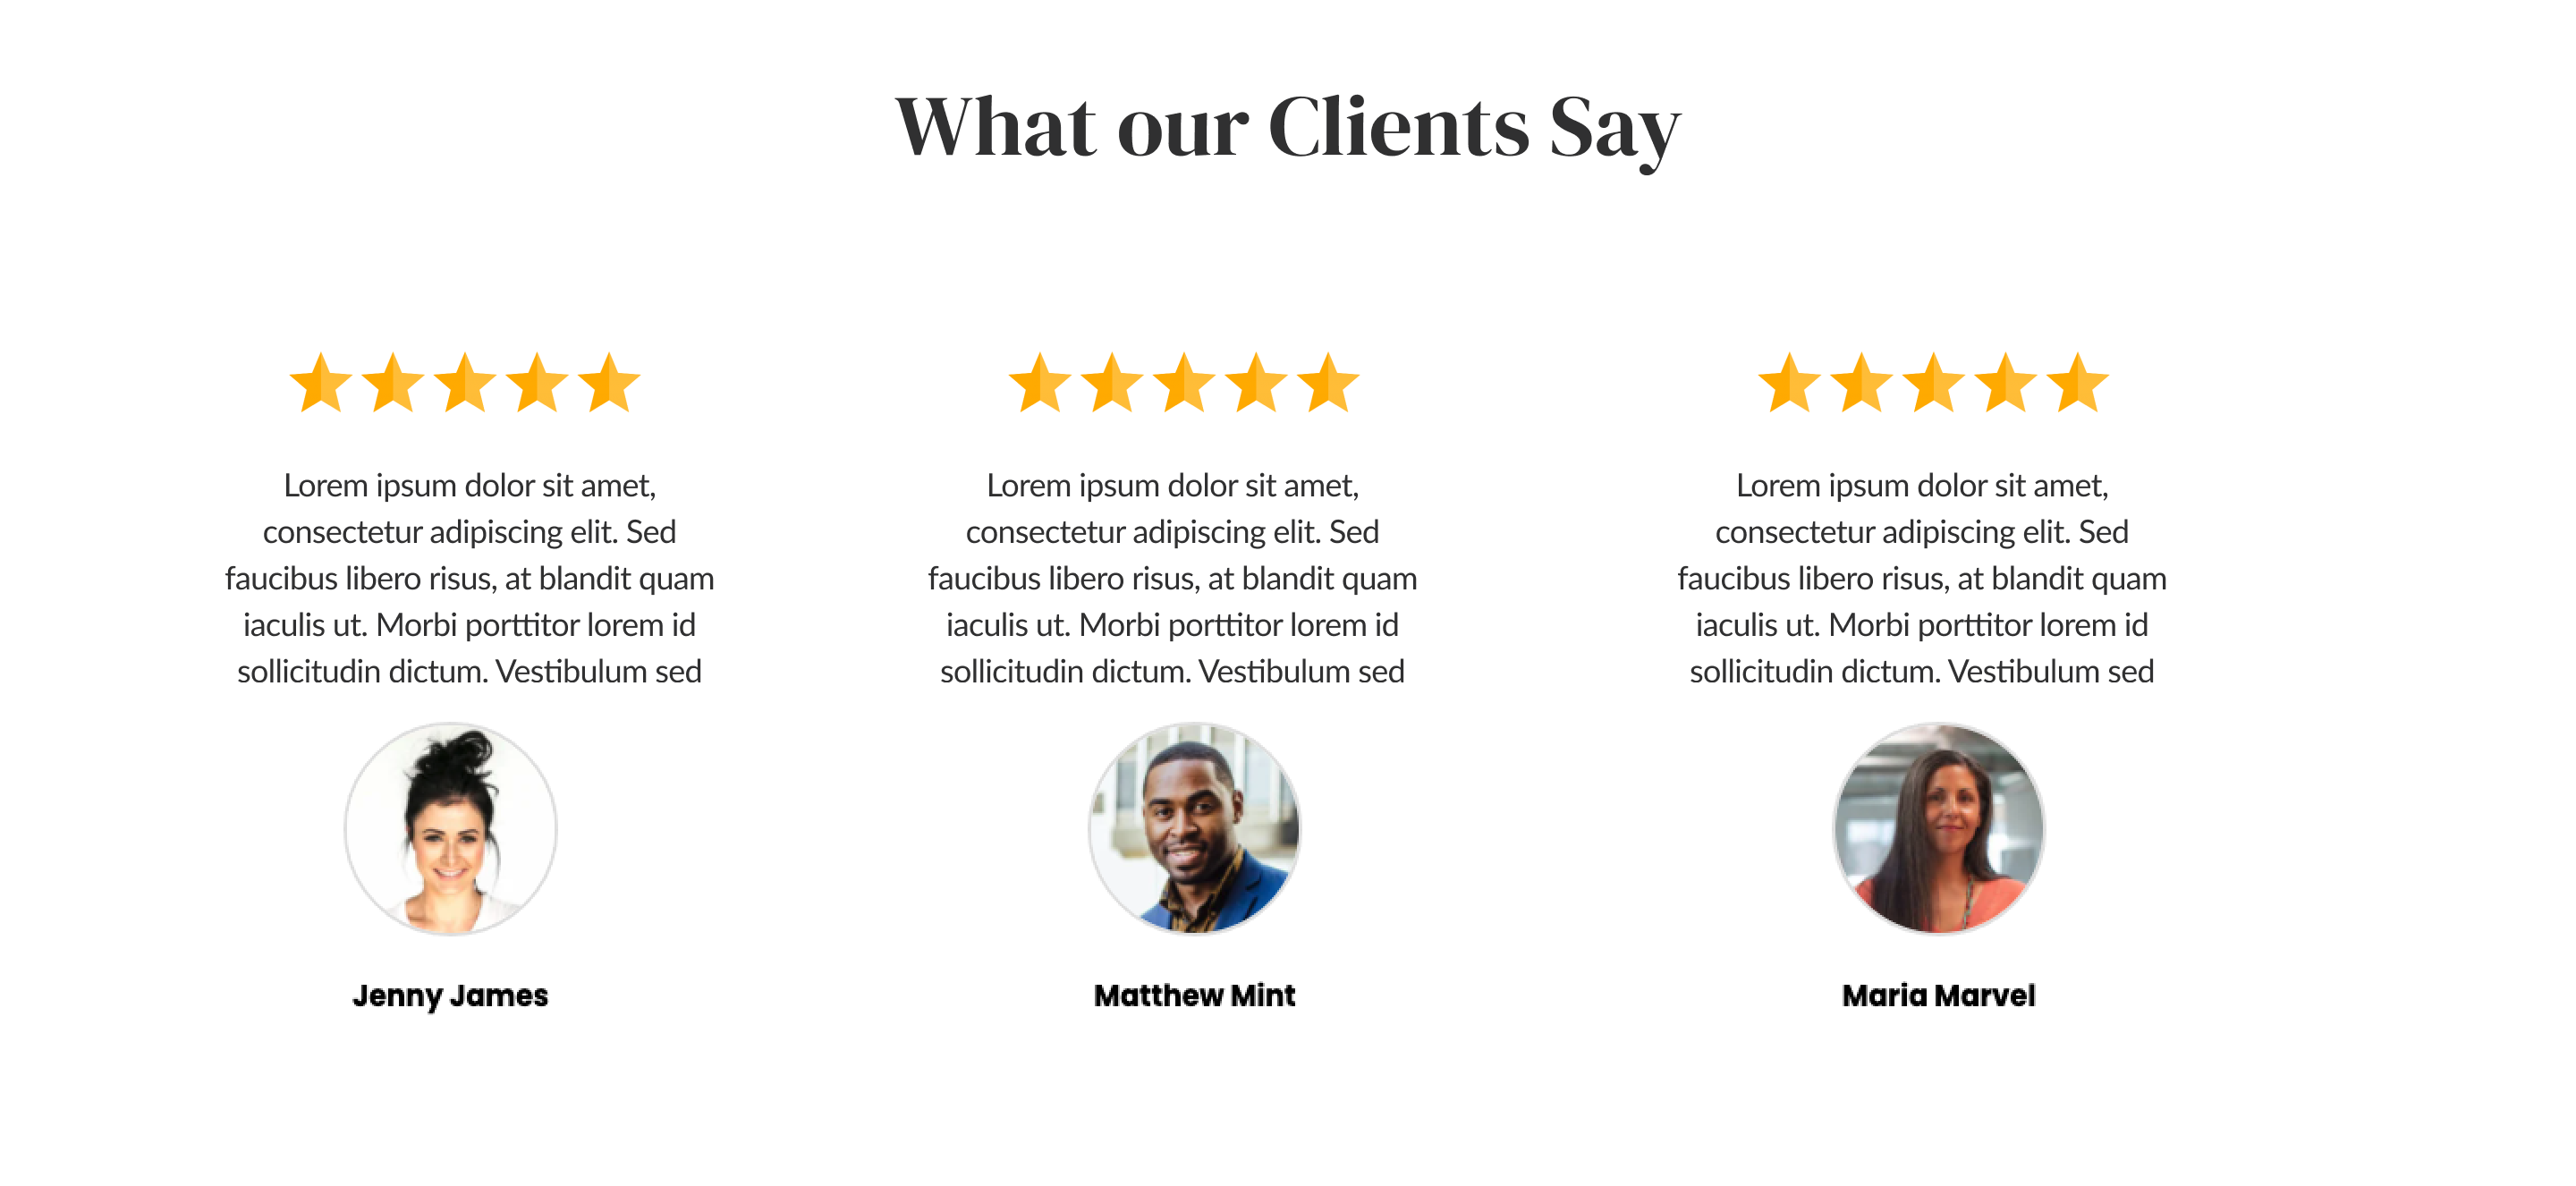 What our Clients Say
Lorem ipsum dolor sit amet,
consectetur adipiscing elit. Sed
faucibus libero risus, at blandit quam
iaculis ut. Morbi porttitor lorem id
sollicitudin dictum. Vestibulum sed
Jenny James
Lorem ipsum dolor sit amet,
consectetur adipiscing elit. Sed
faucibus libero risus, at blandit quam
iaculis ut. Morbi porttitor lorem id
sollicitudin dictum. Vestibulum sed
Matthew Mint
Lorem ipsum dolor sit amet,
consectetur adipiscing elit. Sed
faucibus libero risus, at blandit quam
iaculis ut. Morbi porttitor lorem id
sollicitudin dictum. Vestibulum sed
Maria Marvel